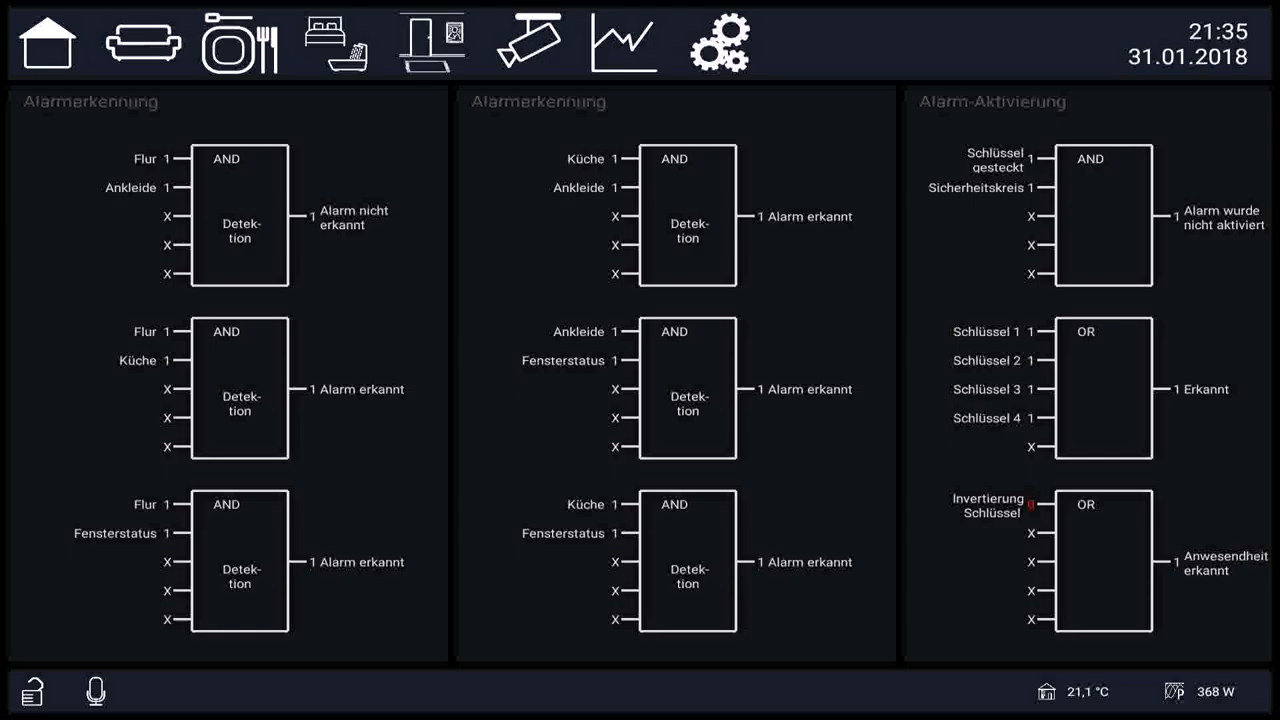 21:35
31.01.2018
Alarmerkennung
Flur 1 AND
Ankleide 1
X
Detek-
tion
1 Alarm nicht
erkannt
X
X
Flur 1 AND
Küche 1
X
Detek-
tion
1 Alarm erkannt
X
X
Flur 1 AND
Fensterstatus 1
X
Detek-
tion
1 Alarm erkannt
X
X
Alarmerkennung
Küche 1 AND
Ankleide 1
X
Detek-
tion
1 Alarm erkannt
X
X
Ankleide 1 AND
Fensterstatus 1
X
Detek-
tion
1 Alarm erkannt
X
X
Küche 1 AND
Fensterstatus 1
X
Detek-
tion
1 Alarm erkannt
X
X
Alarm-Aktivierung
Schlüssel
gesteckt
1 AND
Sicherheitskreis 1
X
1 Alarm wurde
nicht aktiviert
X
X
Schlüssel 1 1 OR
Schlüssel 2 1
Schlüssel 3 1
1 Erkannt
Schlüssel 4 1
X
Invertierung
Schlüssel
0 OR
X
X
1 Anwesendheit
erkannt
X
X
21,1 °C
P
368 W